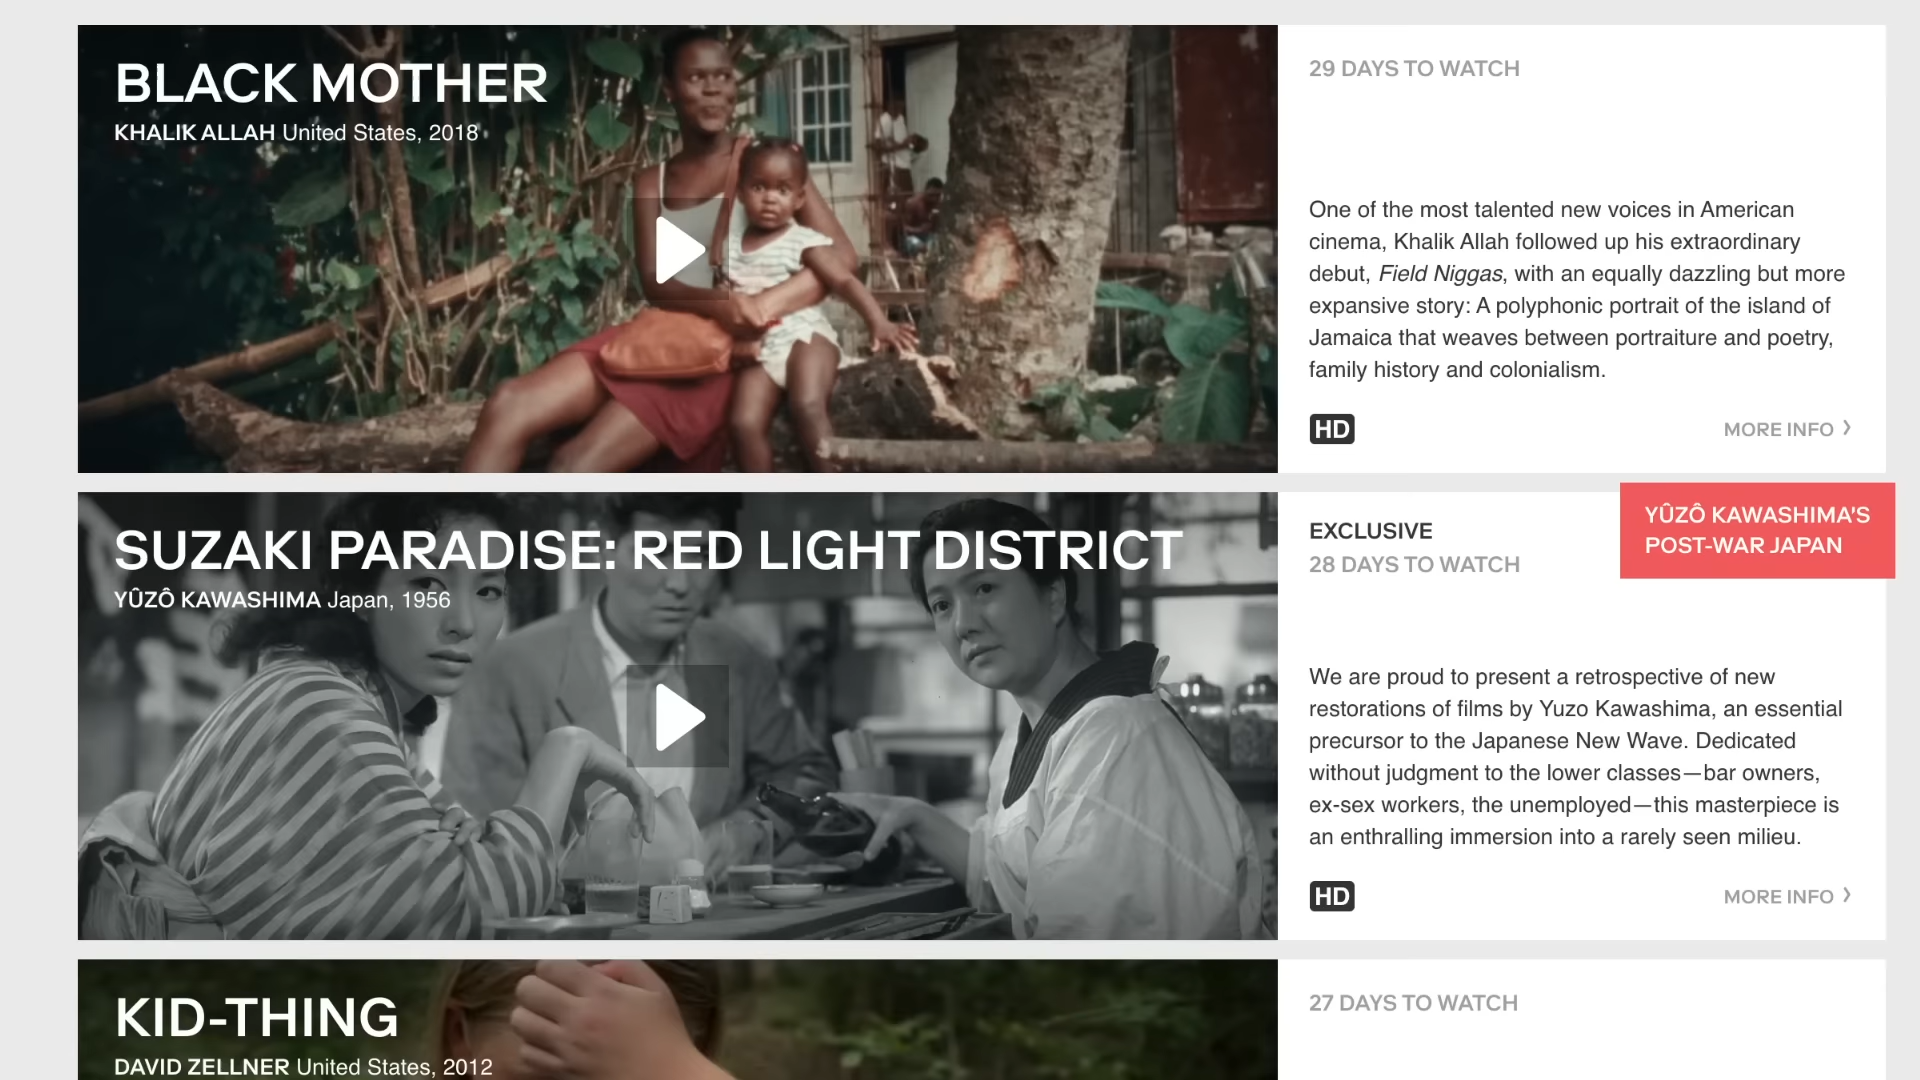 BLACK MOTHER
KHALIK ALLAH United States, 2018
29 DAYS TO WATCH
One of the most talented new voices in American
cinema, Khalik Allah followed up his extraordinary
debut, Field Niggas, with an equally dazzling but more
expansive story: A polyphonic portrait of the island of
Jamaica that weaves between portraiture and poetry,
family history and colonialism.
HD
MORE INFO
SUZAKI PARADISE: RED LIGHT DISTRICT
YÛZÔ KAWASHIMA Japan, 1956
EXCLUSIVE
28 DAYS TO WATCH
YÛZÔ KAWASHIMA'S
POST-WAR JAPAN
We are proud to present a retrospective of new
restorations of films by Yuzo Kawashima, an essential
precursor to the Japanese New Wave. Dedicated
without judgment to the lower classes—bar owners,
ex-sex workers, the unemployed—this masterpiece is
an enthralling immersion into a rarely seen milieu.
HD
MORE INFO
KID-THING
DAVID ZELLNER United States, 2012
27 DAYS TO WATCH